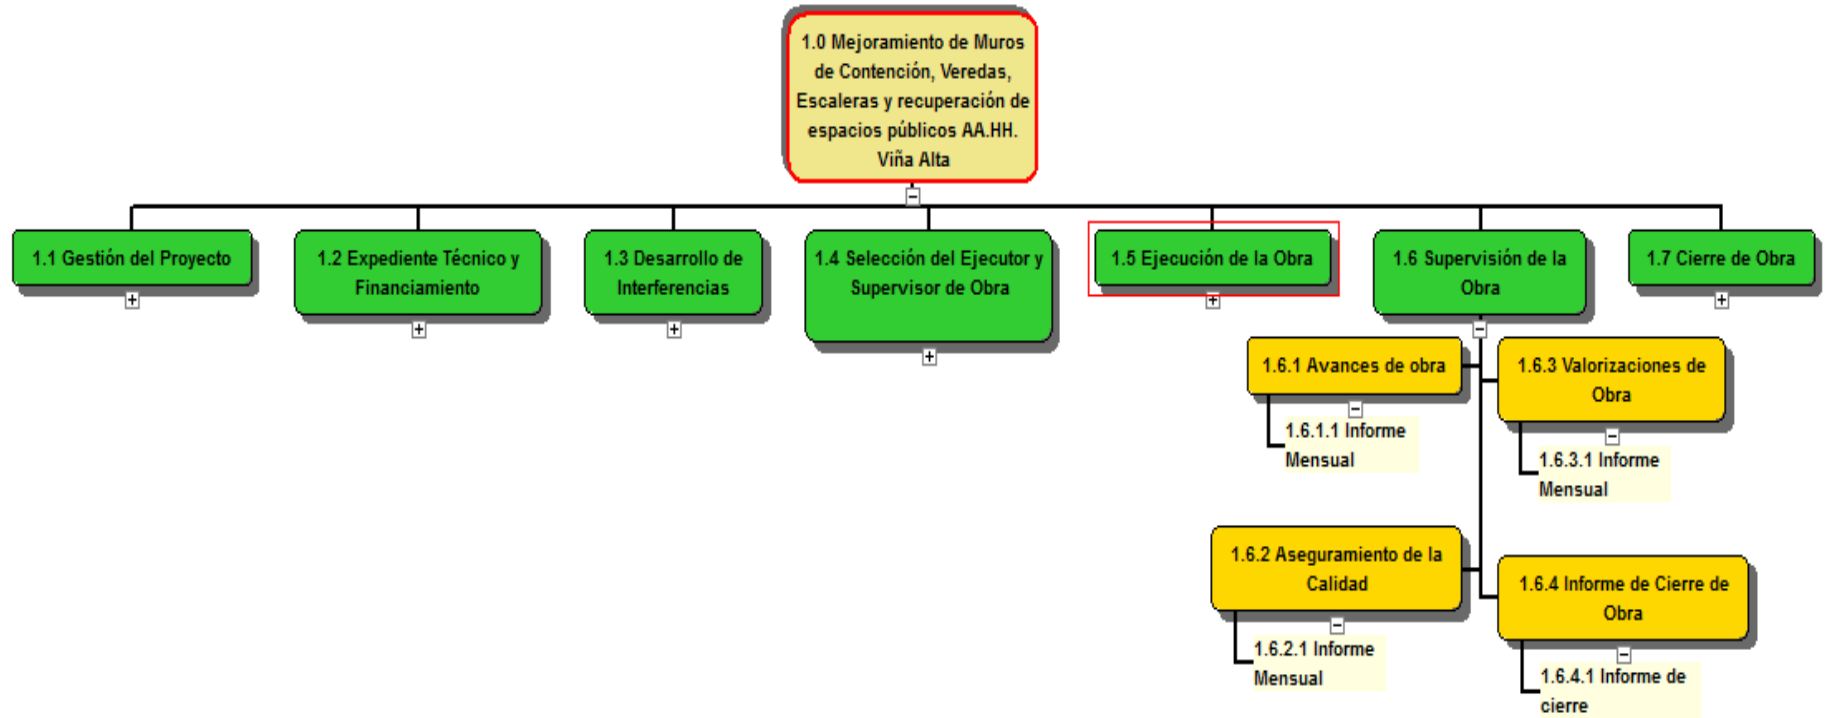 1.0 Mejoramiento de Muros
de Contención, Veredas,
Escaleras y recuperación de
espacios públicos AA.HH.
Viña Alta
1.1 Gestión del Proyecto
1.2 Expediente Técnico y
Financiamiento
1.3 Desarrollo de
Interferencias
1.4 Selección del Ejecutor y
Supervisor de Obra
1.5 Ejecución de la Obra
1.6 Supervisión de la
Obra
1.7 Cierre de Obra
1.6.1 Avances de obra
1.6.1.1 Informe
Mensual
1.6.2 Aseguramiento de la
Calidad
1.6.2.1 Informe
Mensual
1.6.3 Valorizaciones de
Obra
1.6.3.1 Informe
Mensual
1.6.4 Informe de Cierre de
Obra
1.6.4.1 Informe de
cierre